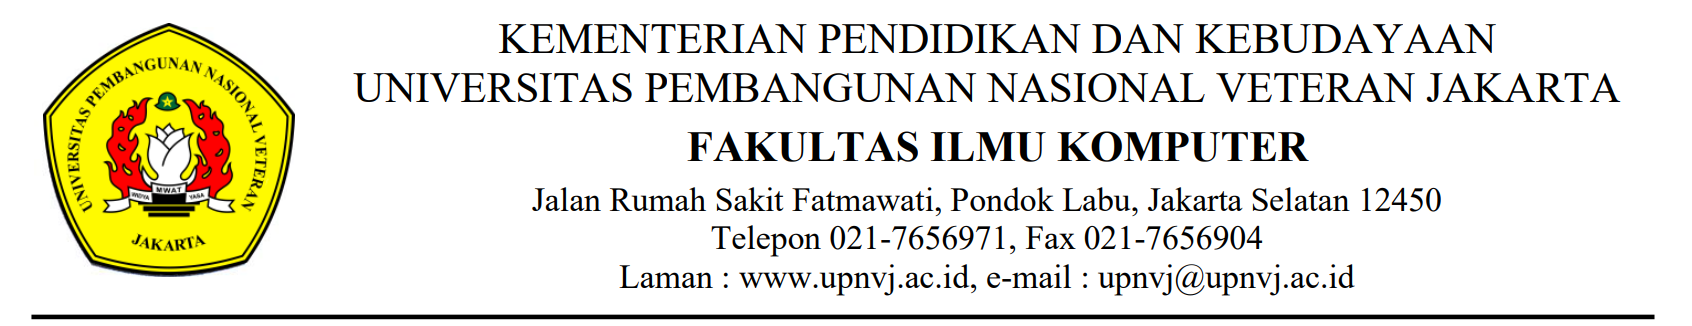 UNIVERSITAS PEMBANGUNAN NASIONAL VETERAN
MWAT
WIDYA YASA
JAKARTA
KEMENTERIAN PENDIDIKAN DAN KEBUDAYAAN
UNIVERSITAS PEMBANGUNAN NASIONAL VETERAN JAKARTA
FAKULTAS ILMU KOMPUTER
Jalan Rumah Sakit Fatmawati, Pondok Labu, Jakarta Selatan 12450
Telepon 021-7656971, Fax 021-7656904
Laman : www.upnvj.ac.id, e-mail : upnvj@upnvj.ac.id